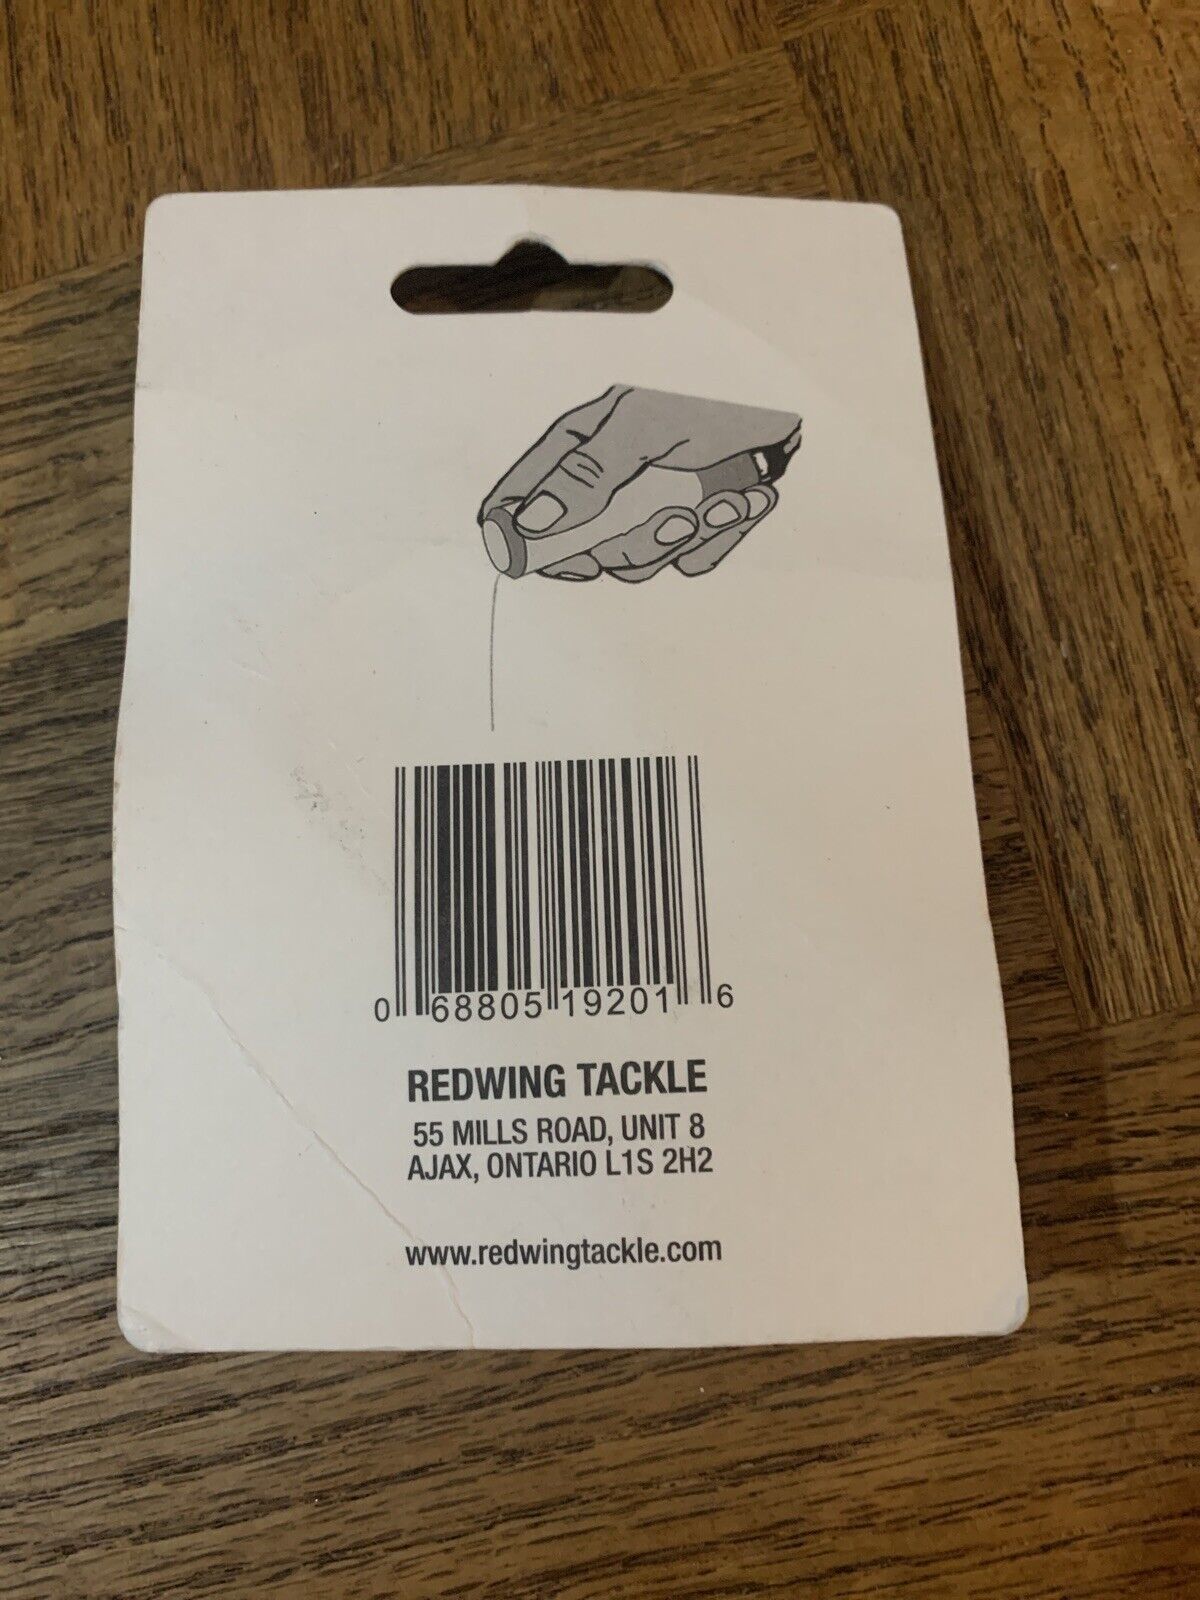 0 68805 19201 6
REDWING TACKLE
55 MILLS ROAD, UNIT 8
AJAX, ONTARIO L1S 2H2
www.redwingtackle.com